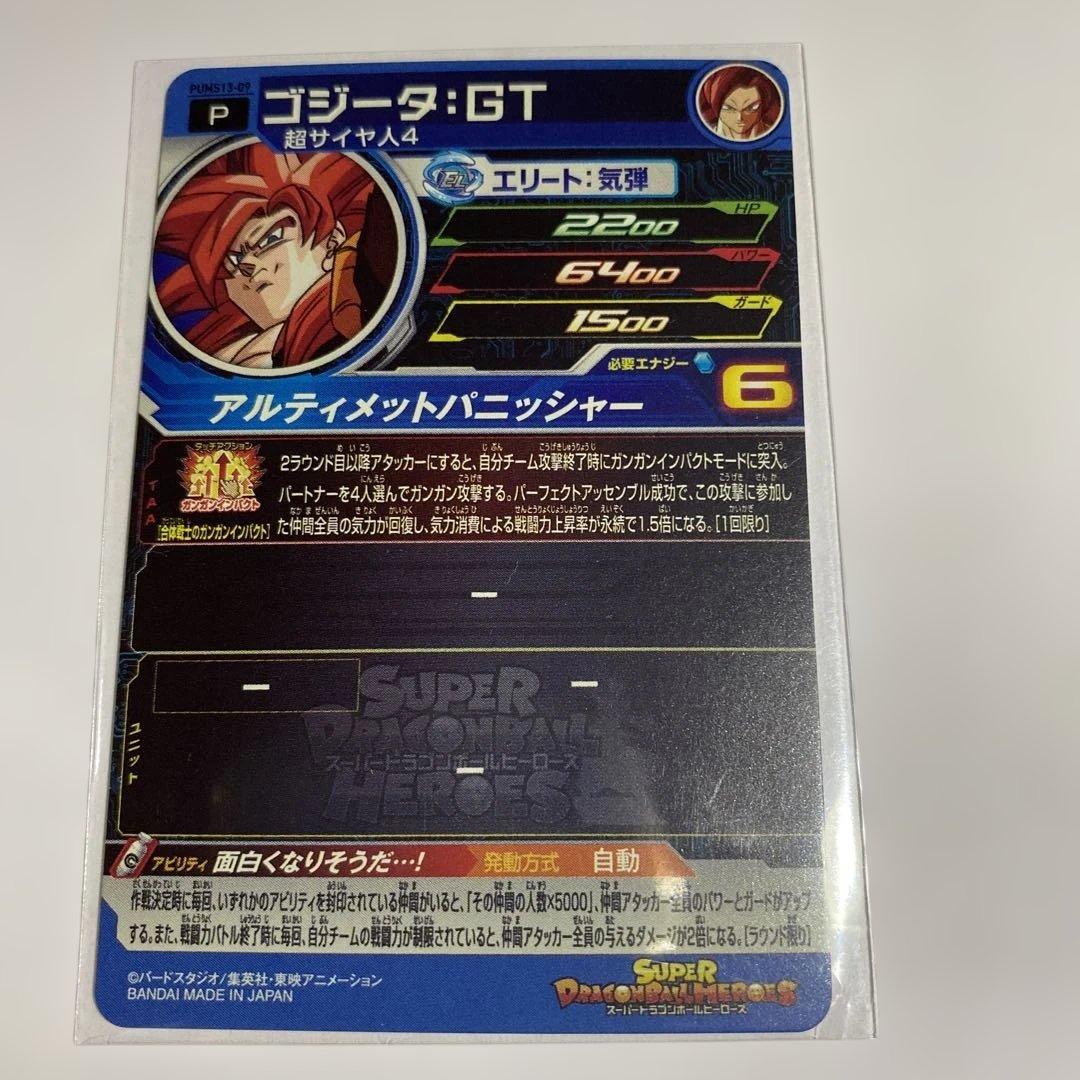 PUMS13-09
P
ゴジータ:GT
超サイヤ人4
EL
エリート:気弾
HP
2200
パワー
6400
ガード
1500
必要エナジー
6
アルティメットパニッシャー
タッチアクション
ガンガンインパクト
TAA
[合体戦士のガンガンインパクト]
2ラウンド目以降アタッカーにすると、自分チーム攻撃終了時にガンガンインパクトモードに突入。
パートナーを4人選んでガンガン攻撃する。パーフェクトアッセンブル成功で、この攻撃に参加し
た仲間全員の気力が回復し、気力消費による戦闘力上昇率が永続で1.5倍になる。[1回限り]
ー
ー
ー
ー
ユニット
SUPER
DRAGONBALL
スーパードラゴンボールヒーローズ
HEROES
アビリティ 面白くなりそうだ…! 発動方式 自動
作戦決定時に毎回、いずれかのアビリティを封印されている仲間がいると、「その仲間の人数×5000」、仲間アタッカー全員のパワーとガードがアップ
する。また、戦闘力バトル終了時に毎回、自分チームの戦闘力が制限されていると、仲間アタッカー全員の与えるダメージが2倍になる。[ラウンド限り]
©バードスタジオ/集英社・東映アニメーション
BANDAI MADE IN JAPAN
SUPER
DRAGONBALL HEROES
スーパードラゴンボールヒーローズ